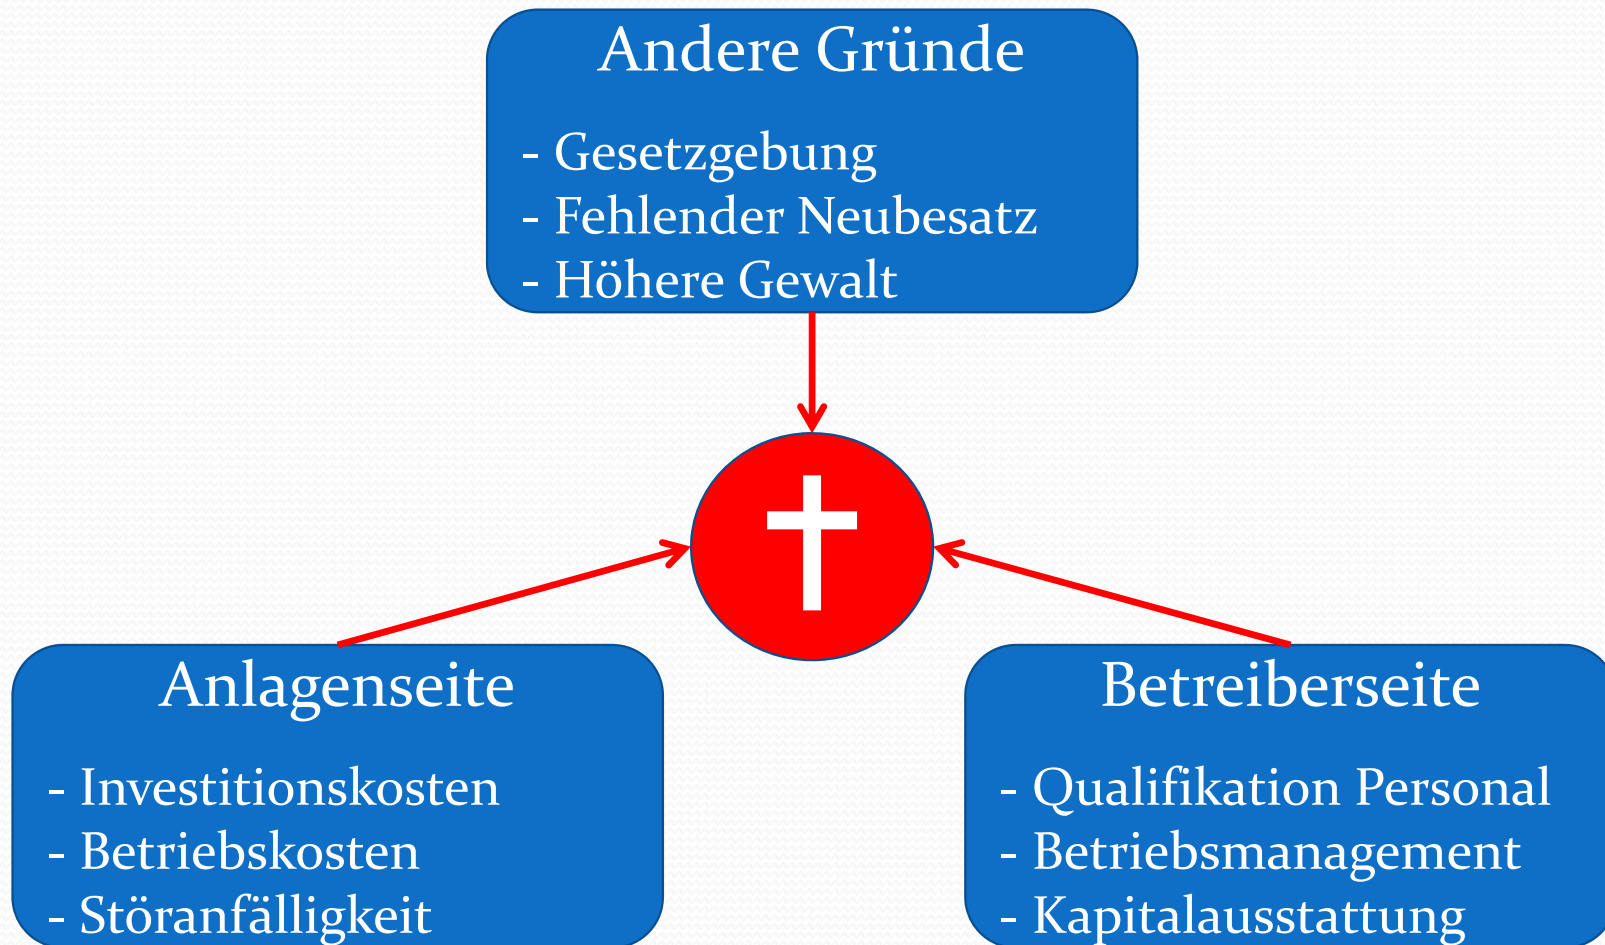 Andere Gründe
- Gesetzgebung
- Fehlender Neubesatz
- Höhere Gewalt
Anlagenseite
- Investitionskosten
- Betriebskosten
- Störanfälligkeit
Betreiberseite
- Qualifikation Personal
- Betriebsmanagement
- Kapitalausstattung